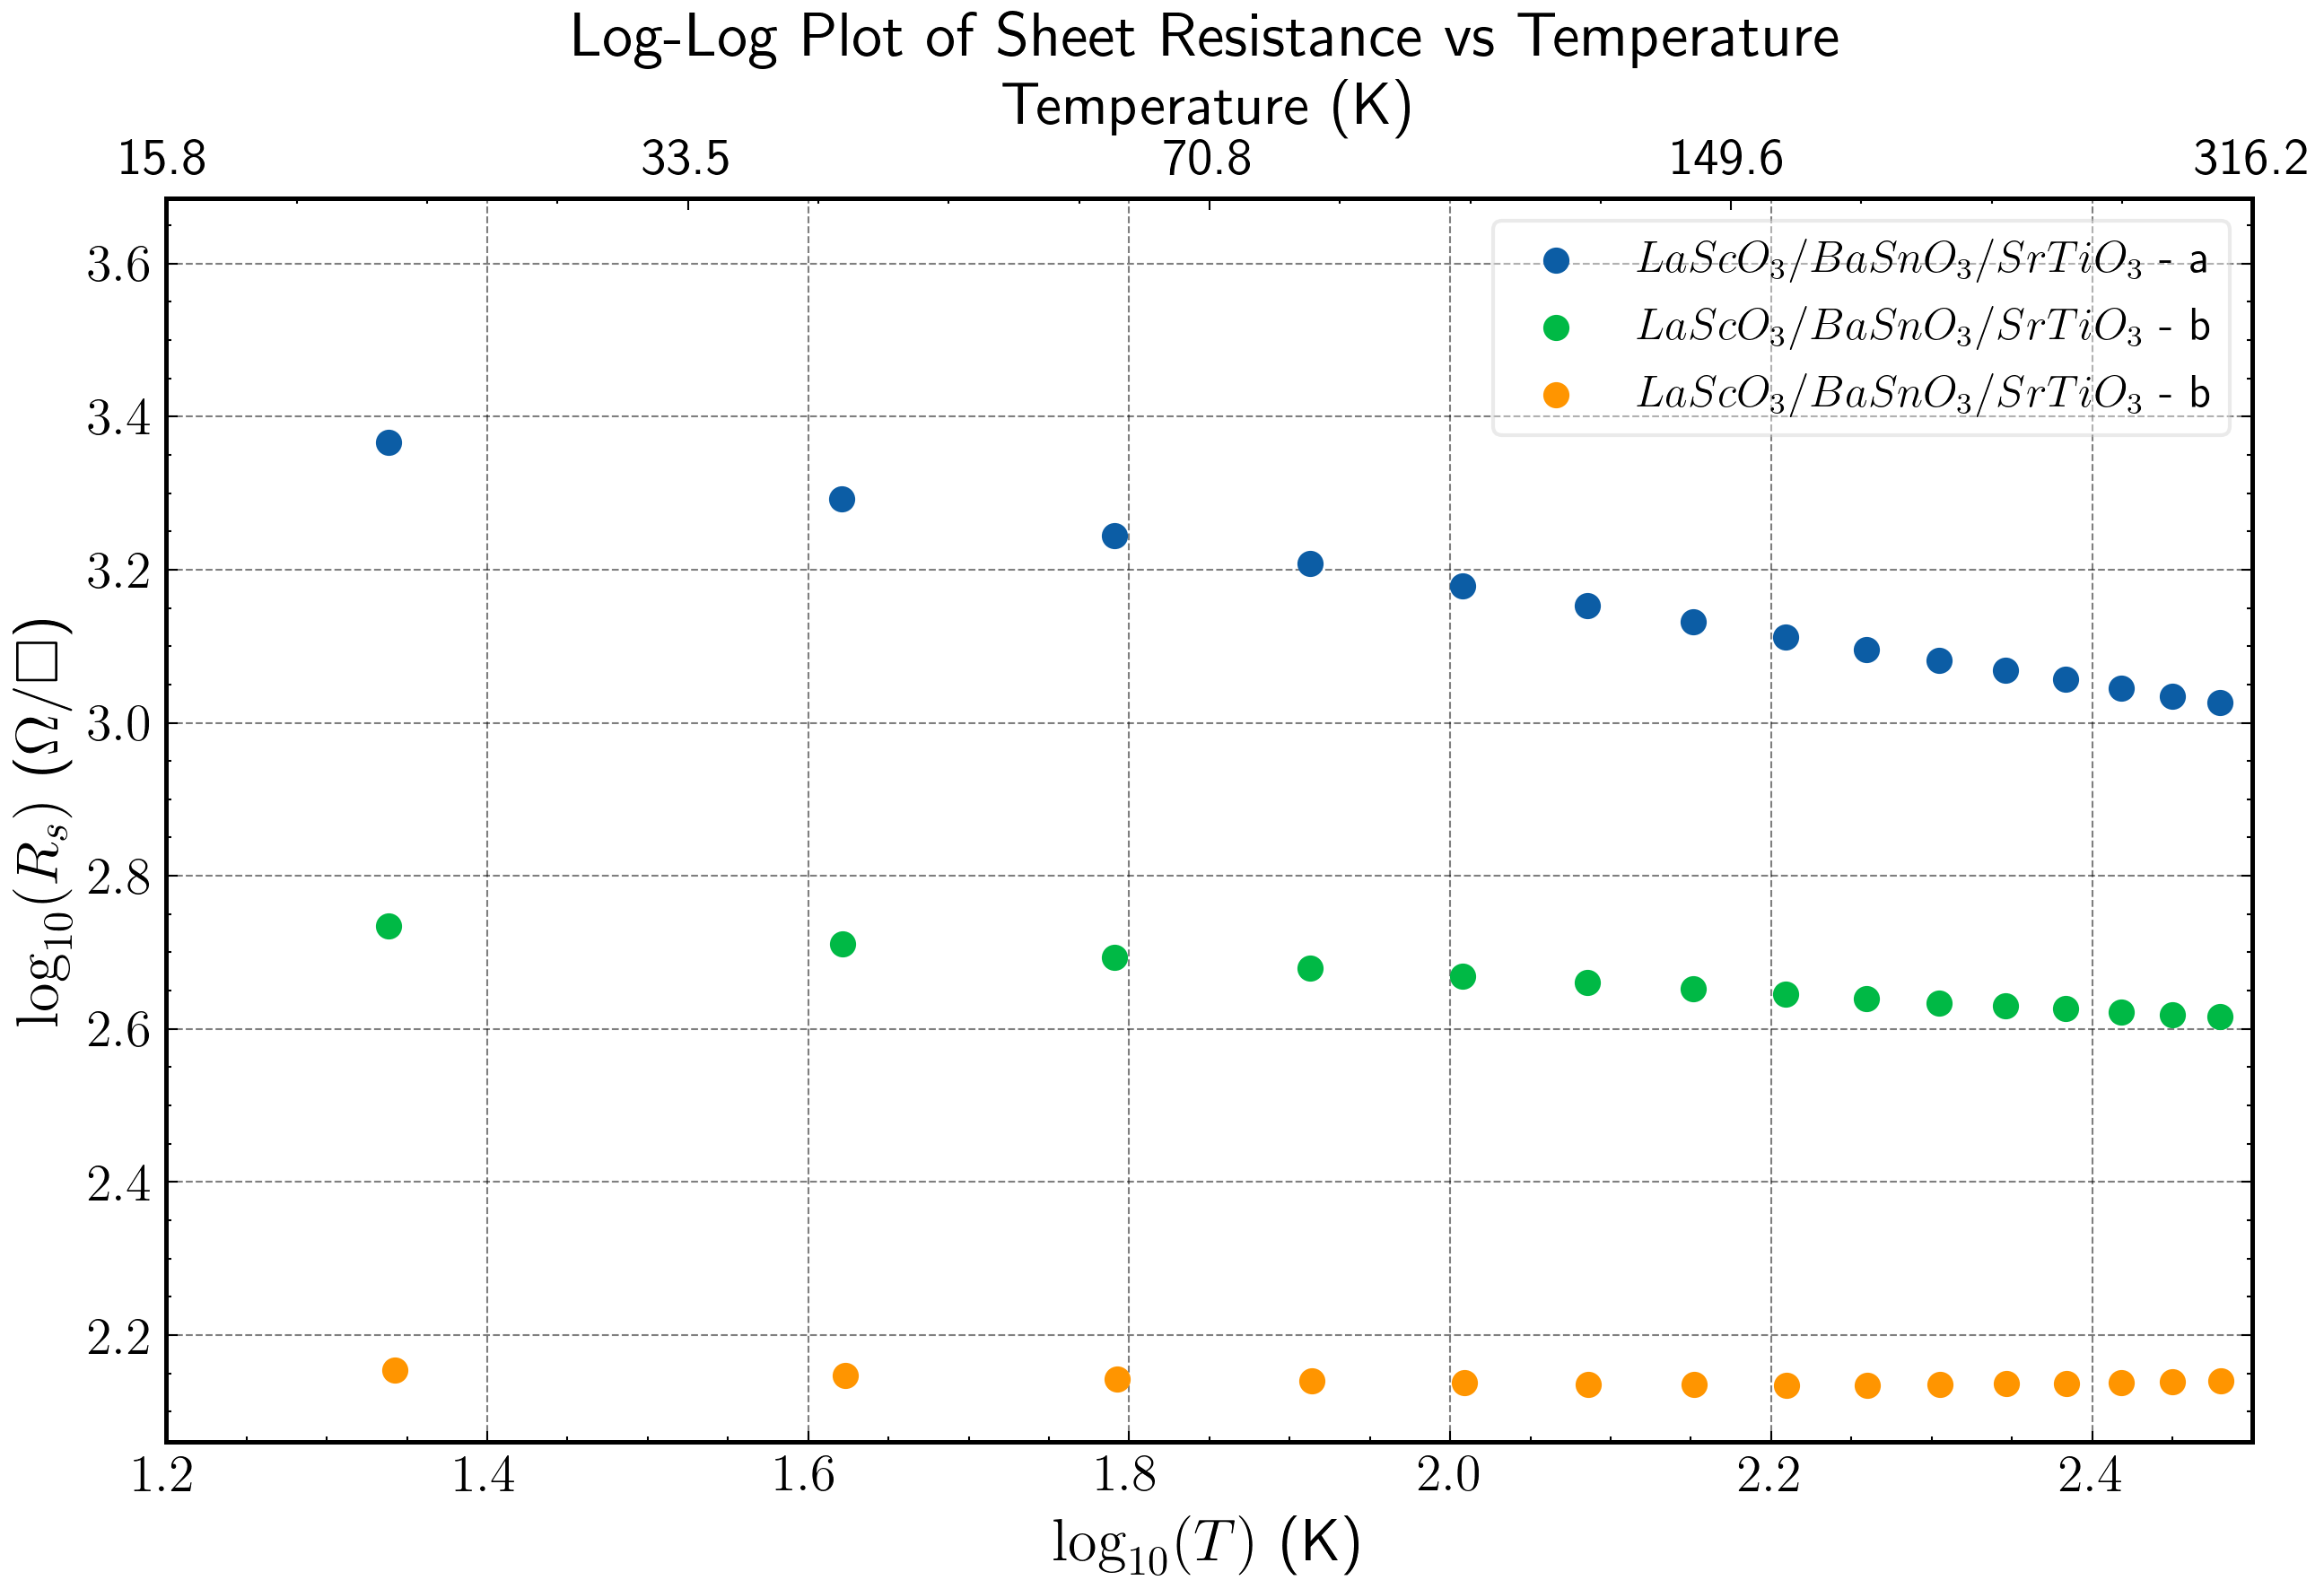 Log-Log Plot of Sheet Resistance vs Temperature
Temperature (K)
15.8 33.5 70.8 149.6 316.2
LaScO₃/BaSnO₃/SrTiO₃ - a
LaScO₃/BaSnO₃/SrTiO₃ - b
LaScO₃/BaSnO₃/SrTiO₃ - b
3.6
3.4
3.2
3.0
2.8
2.6
2.4
2.2
log₁₀(Rₛ) (Ω/□)
1.2 1.4 1.6 1.8 2.0 2.2 2.4
log₁₀(T) (K)